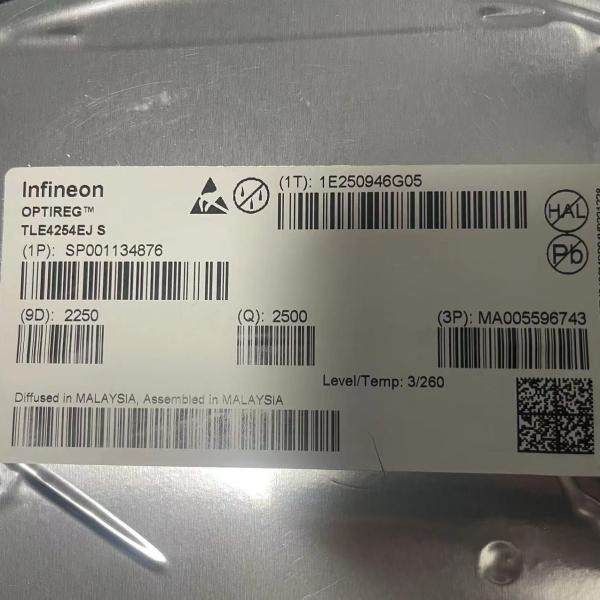 Infineon
OPTIREG™
TLE4254EJ S
(1T): 1E250946G05
HAL
(1P): SP001134876
Pb
(9D): 2250
(Q): 2500
(3P): MA005596743
Level/Temp: 3/260
Diffused in MALAYSIA, Assembled in MALAYSIA